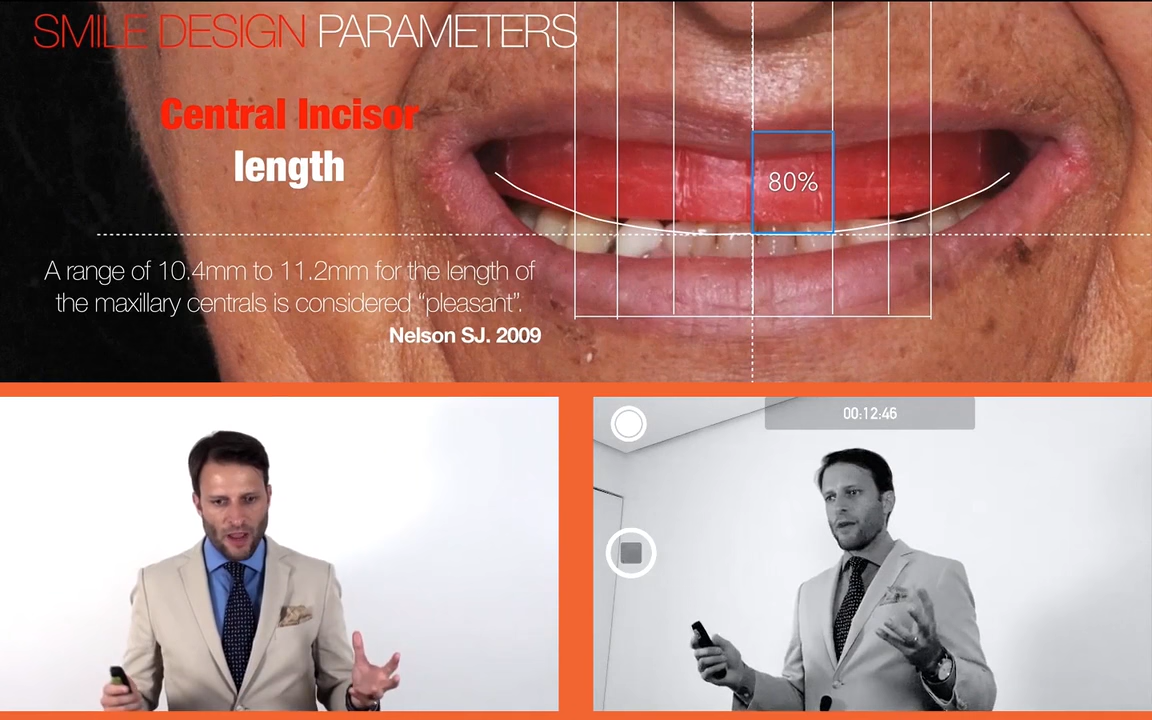 SMILE DESIGN PARAMETERS
Central Incisor
length
80%
A range of 10.4mm to 11.2mm for the length of
the maxillary centrals is considered “pleasant”.
Nelson SJ. 2009
00:12:46